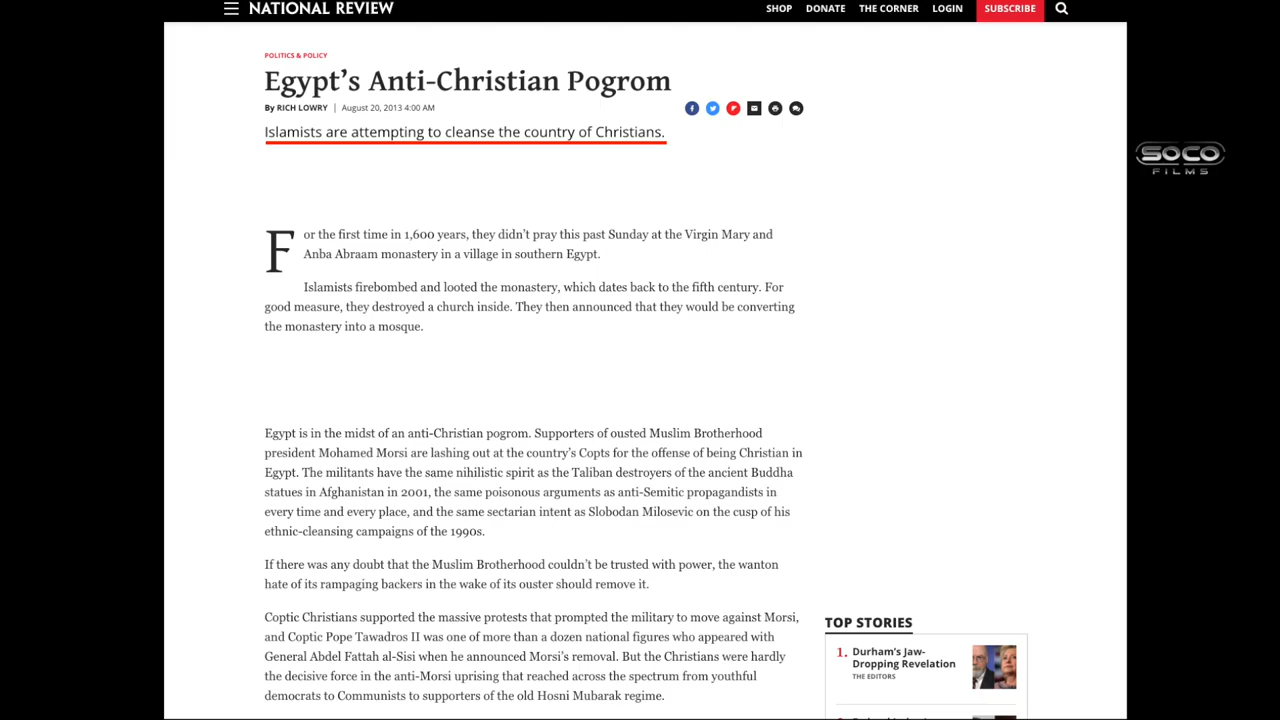 NATIONAL REVIEW
SHOP DONATE THE CORNER LOGIN SUBSCRIBE
POLITICS & POLICY
Egypt’s Anti-Christian Pogrom
By RICH LOWRY | August 20, 2013 4:00 AM
Islamists are attempting to cleanse the country of Christians.
SOCO
FILMS
For the first time in 1,600 years, they didn’t pray this past Sunday at the Virgin Mary and
Anba Abraam monastery in a village in southern Egypt.
Islamists firebombed and looted the monastery, which dates back to the fifth century. For
good measure, they destroyed a church inside. They then announced that they would be converting
the monastery into a mosque.
Egypt is in the midst of an anti-Christian pogrom. Supporters of ousted Muslim Brotherhood
president Mohamed Morsi are lashing out at the country’s Copts for the offense of being Christian in
Egypt. The militants have the same nihilistic spirit as the Taliban destroyers of the ancient Buddha
statues in Afghanistan in 2001, the same poisonous arguments as anti-Semitic propagandists in
every time and every place, and the same sectarian intent as Slobodan Milosevic on the cusp of his
ethnic-cleansing campaigns of the 1990s.
If there was any doubt that the Muslim Brotherhood couldn’t be trusted with power, the wanton
hate of its rampaging backers in the wake of its ouster should remove it.
Coptic Christians supported the massive protests that prompted the military to move against Morsi,
and Coptic Pope Tawadros II was one of more than a dozen national figures who appeared with
General Abdel Fattah al-Sisi when he announced Morsi’s removal. But the Christians were hardly
the decisive force in the anti-Morsi uprising that reached across the spectrum from youthful
democrats to Communists to supporters of the old Hosni Mubarak regime.
TOP STORIES
1. Durham’s Jaw-
Dropping Revelation
THE EDITORS